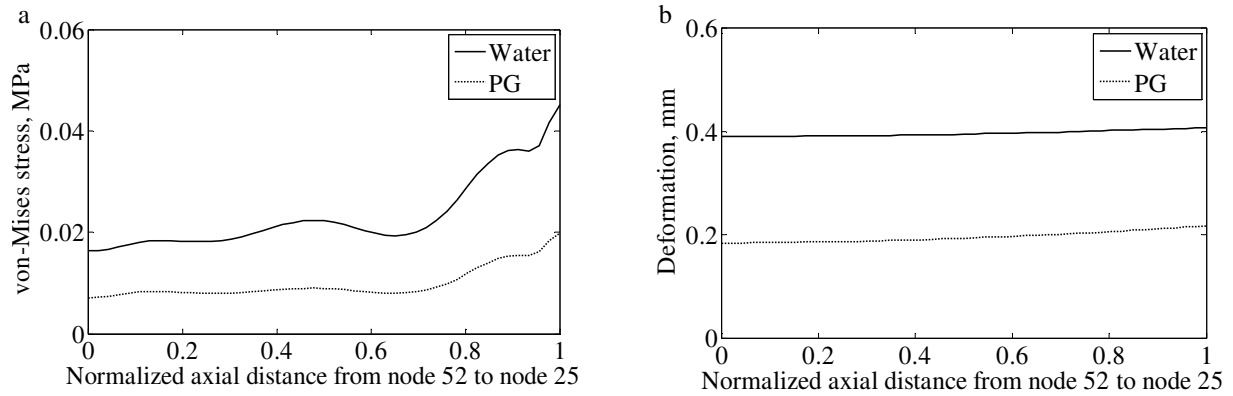 a
0.06
0.04
0.02
0
von-Mises stress, MPa
Water
PG
0 0.2 0.4 0.6 0.8 1
Normalized axial distance from node 52 to node 25
b
0.6
0.4
0.2
0
Deformation, mm
Water
PG
0 0.2 0.4 0.6 0.8 1
Normalized axial distance from node 52 to node 25